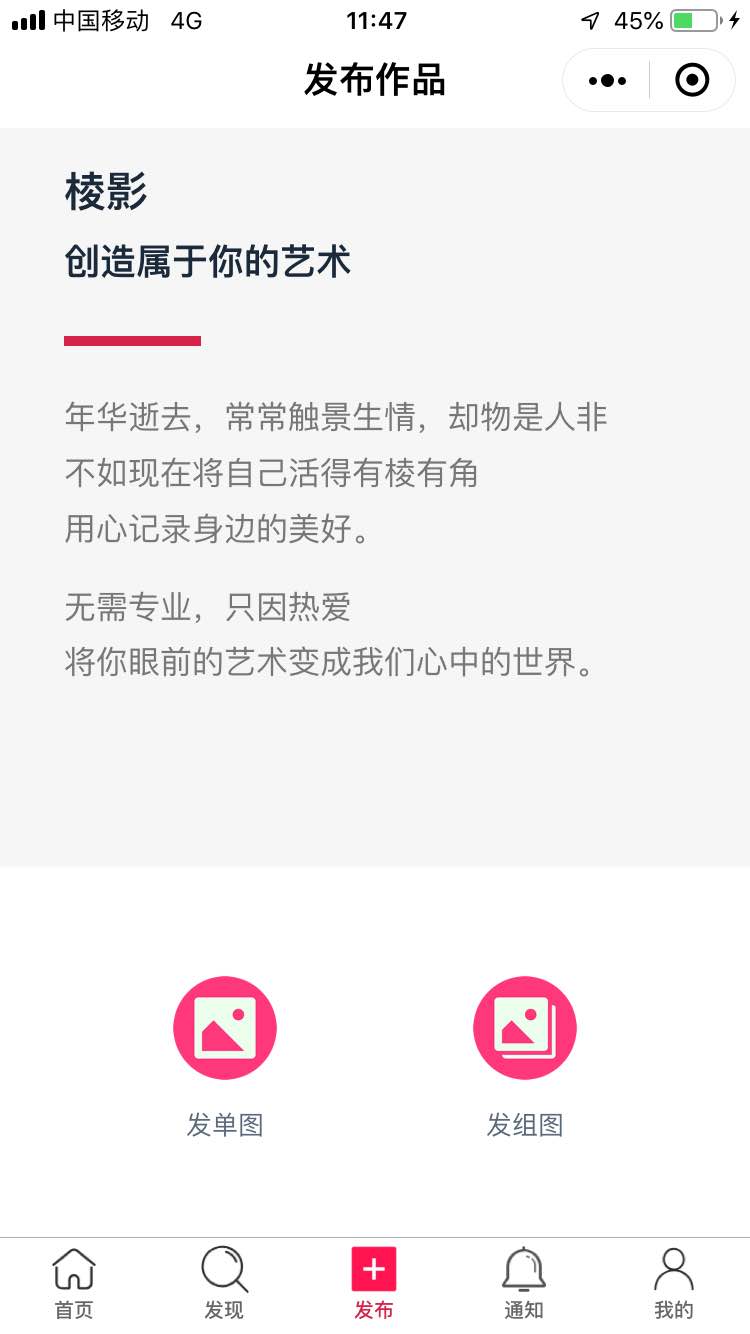 中国移动 4G 11:47 45%
发布作品
棱影
创造属于你的艺术
年华逝去，常常触景生情，却物是人非
不如现在将自己活得有棱有角
用心记录身边的美好。
无需专业，只因热爱
将你眼前的艺术变成我们心中的世界。
发单图 发组图
首页 发现 发布 通知 我的